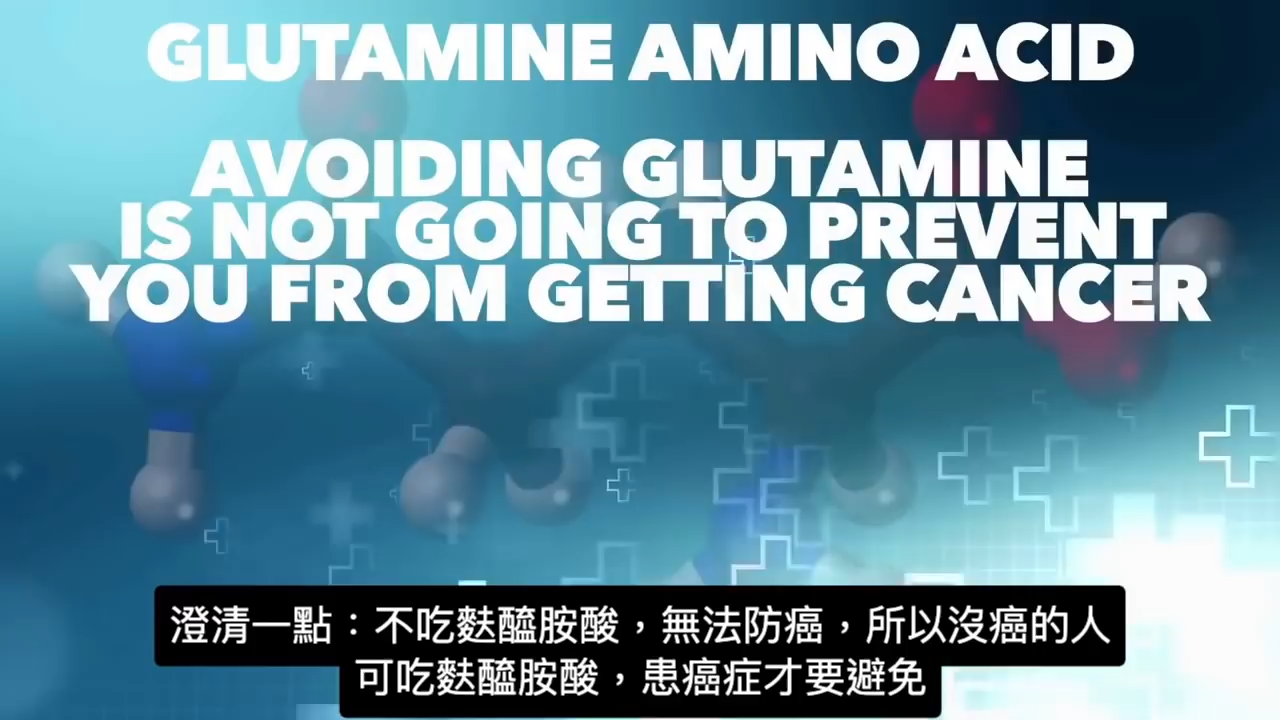 GLUTAMINE AMINO ACID
AVOIDING GLUTAMINE
IS NOT GOING TO PREVENT
YOU FROM GETTING CANCER
澄清一點：不吃麩醯胺酸，無法防癌，所以沒癌的人
可吃麩醯胺酸，患癌症才要避免